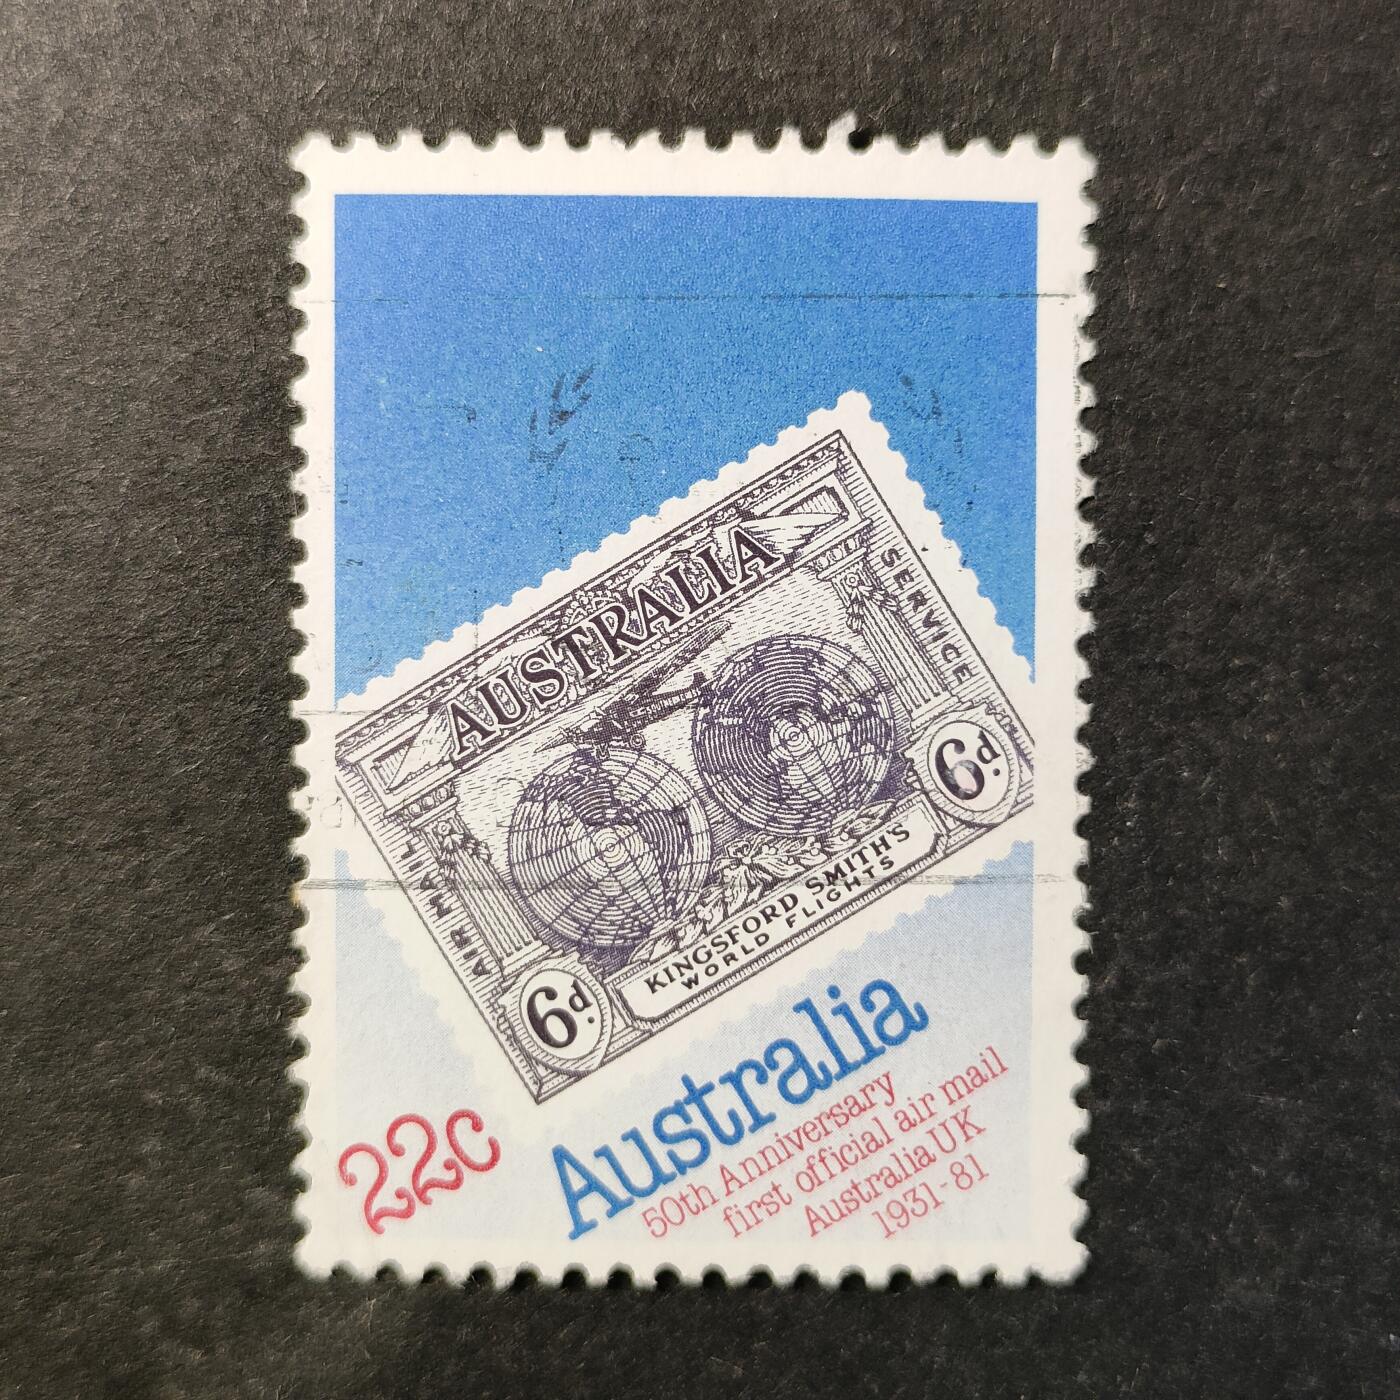 AUSTRALIA
AIR MAIL
SERVICE
6d.
6d.
KINGSFORD SMITH'S
WORLD FLIGHTS
22c
Australia
50th Anniversary
first official air mail
Australia UK
1931-81